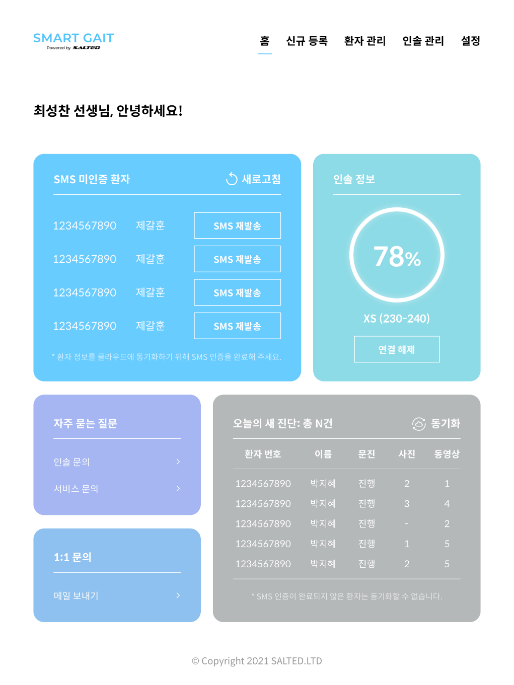 SMART GAIT
Powered by SALTED
홈 신규 등록 환자 관리 인솔 관리 설정
최성찬 선생님, 안녕하세요!
SMS 미인증 환자 새로고침
1234567890 제갈훈 SMS 재발송
1234567890 제갈훈 SMS 재발송
1234567890 제갈훈 SMS 재발송
1234567890 제갈훈 SMS 재발송
* 환자 정보를 클라우드에 동기화하기 위해 SMS 인증을 완료해 주세요.
인솔 정보
78%
XS (230-240)
연결 해제
자주 묻는 질문
인솔 문의
서비스 문의
1:1 문의
메일 보내기
오늘의 새 진단: 총 N건 동기화
환자 번호 이름 문진 사진 동영상
1234567890 박지혜 진행 2 1
1234567890 박지혜 진행 3 4
1234567890 박지혜 진행 - 2
1234567890 박지혜 진행 1 5
1234567890 박지혜 진행 2 5
* SMS 인증이 완료되지 않은 환자는 동기화할 수 없습니다.
© Copyright 2021 SALTED.LTD